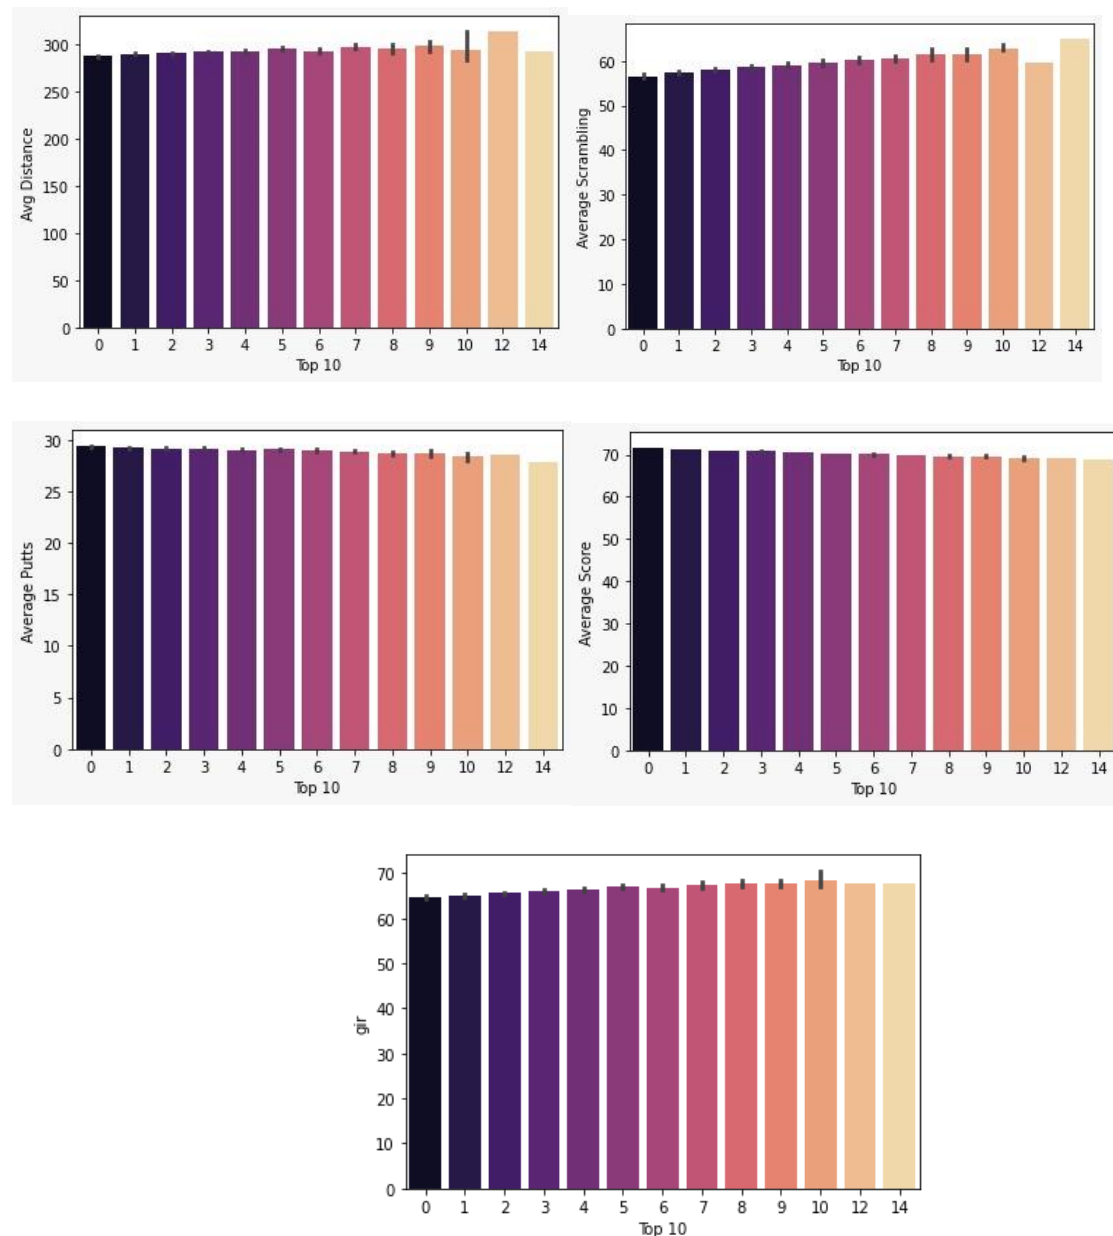 Avg Distance
300
250
200
150
100
50
0
0 1 2 3 4 5 6 7 8 9 10 12 14
Top 10
Average Scrambling
60
50
40
30
20
10
0
0 1 2 3 4 5 6 7 8 9 10 12 14
Top 10
Average Putts
30
25
20
15
10
5
0
0 1 2 3 4 5 6 7 8 9 10 12 14
Top 10
Average Score
70
60
50
40
30
20
10
0
0 1 2 3 4 5 6 7 8 9 10 12 14
Top 10
gir
70
60
50
40
30
20
10
0
0 1 2 3 4 5 6 7 8 9 10 12 14
Top 10